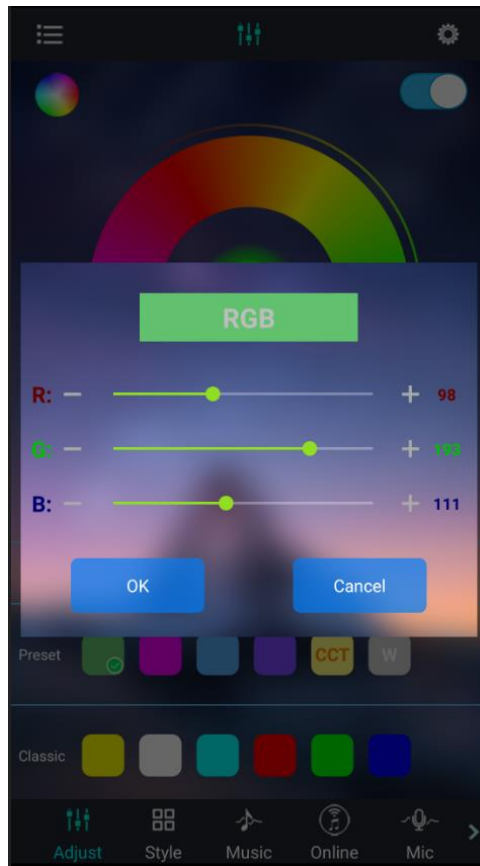 RGB
R: − + 98
G: − + 193
B: − + 111
OK Cancel
Preset CCT W
Classic
Adjust Style Music Online Mic